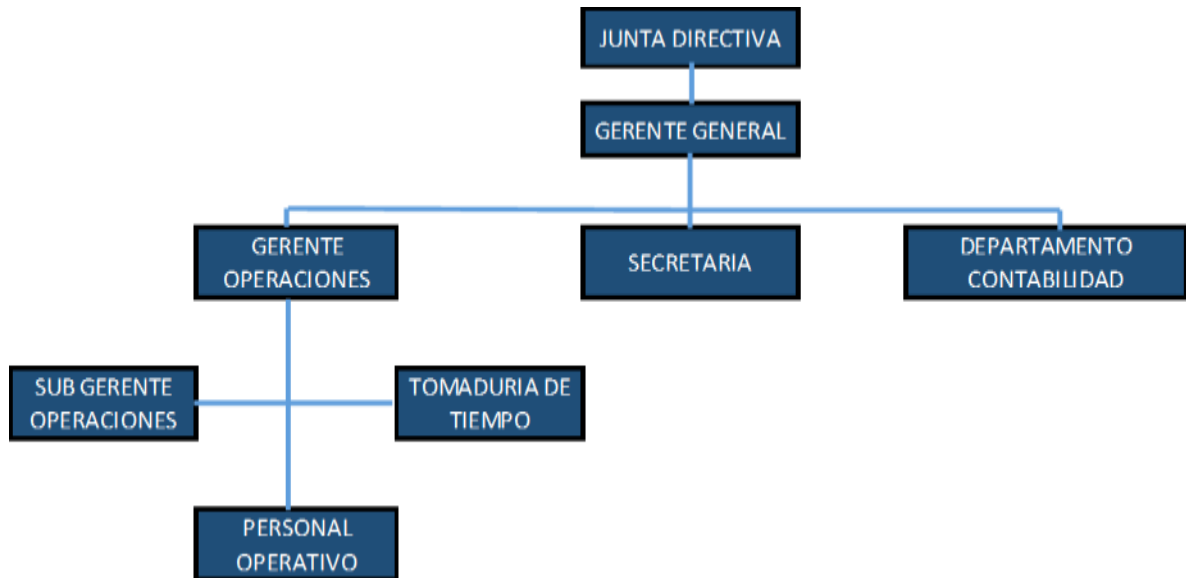 JUNTA DIRECTIVA
GERENTE GENERAL
GERENTE
OPERACIONES
SECRETARIA
DEPARTAMENTO
CONTABILIDAD
SUB GERENTE
OPERACIONES
TOMADURIA DE
TIEMPO
PERSONAL
OPERATIVO